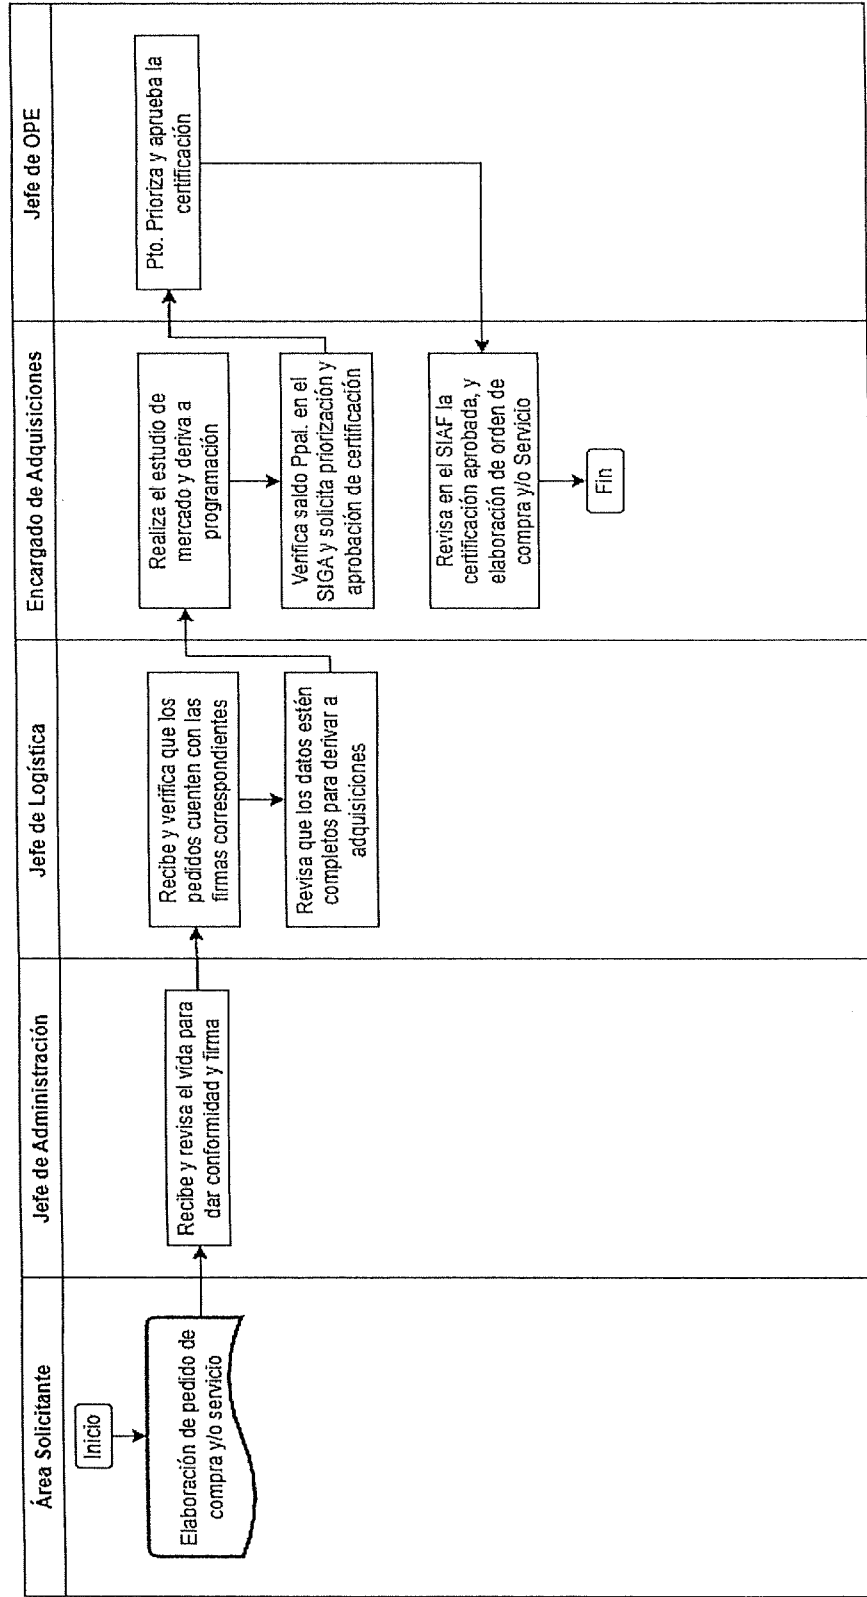 Área Solicitante
Jefe de Administración
Jefe de Logística
Encargado de Adquisiciones
Jefe de OPE
Inicio
Elaboración de pedido de
compra y/o servicio
Recibe y revisa el vida para
dar conformidad y firma
Recibe y verifica que los
pedidos cuenten con las
firmas correspondientes
Revisa que los datos estén
completos para derivar a
adquisiciones
Realiza el estudio de
mercado y deriva a
programación
Verifica saldo Ppal. en el
SIGA y solicita priorización y
aprobación de certificación
Pto. Prioriza y aprueba la
certificación
Revisa en el SIAF la
certificación aprobada, y
elaboración de orden de
compra y/o Servicio
Fin